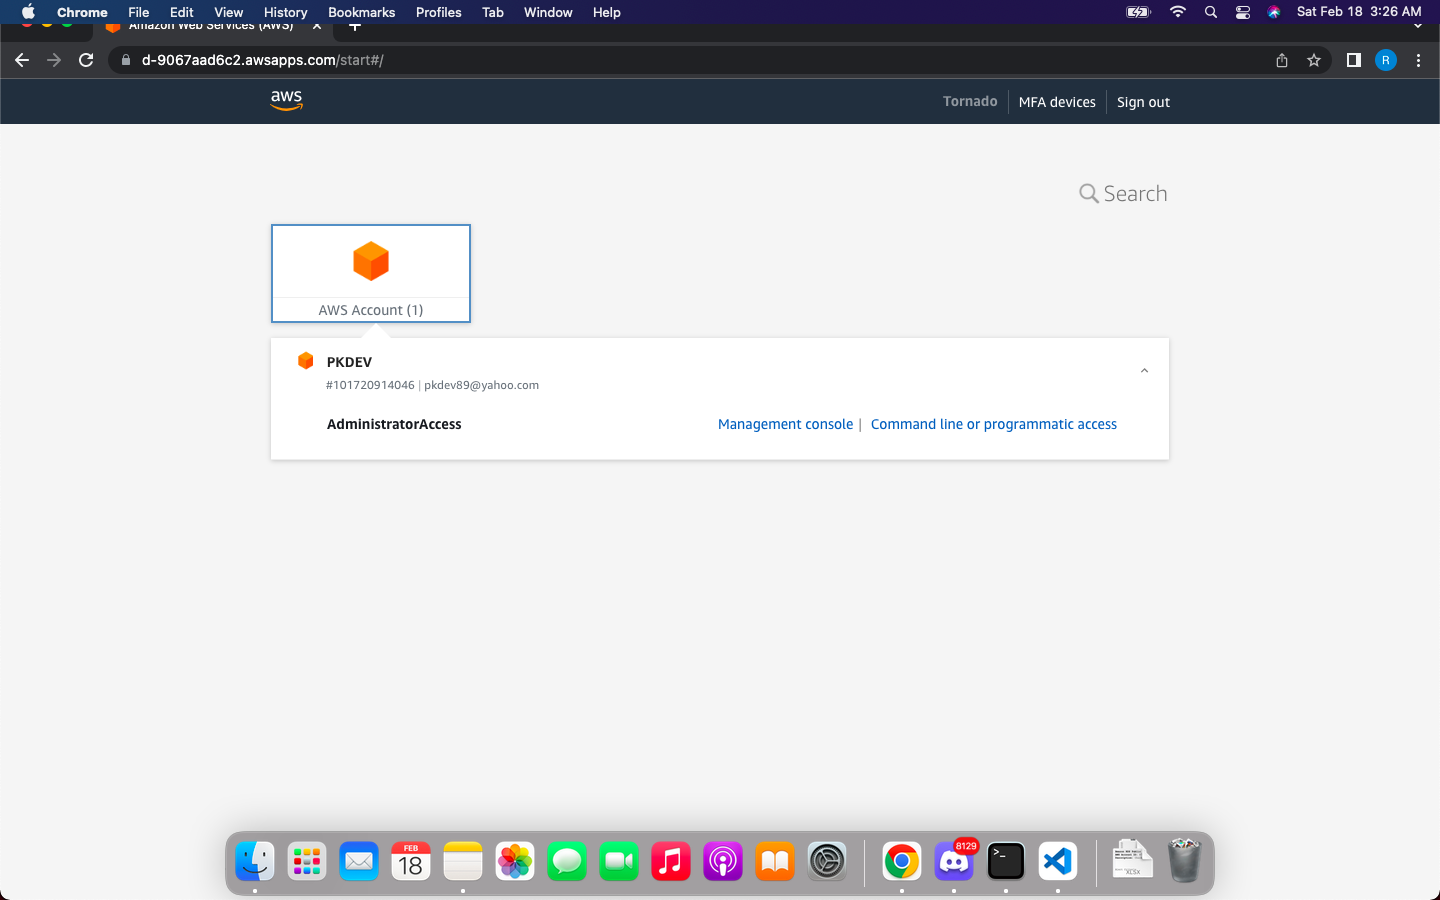 Chrome File Edit View History Bookmarks Profiles Tab Window Help Sat Feb 18 3:26 AM
Amazon Web Services (AWS)
d-9067aad6c2.awsapps.com/start#/ R
aws Tornado MFA devices Sign out
Search
AWS Account (1)
PKDEV
#101720914046 | pkdev89@yahoo.com
AdministratorAccess Management console | Command line or programmatic access
FEB
18
8129
>_
XLSX